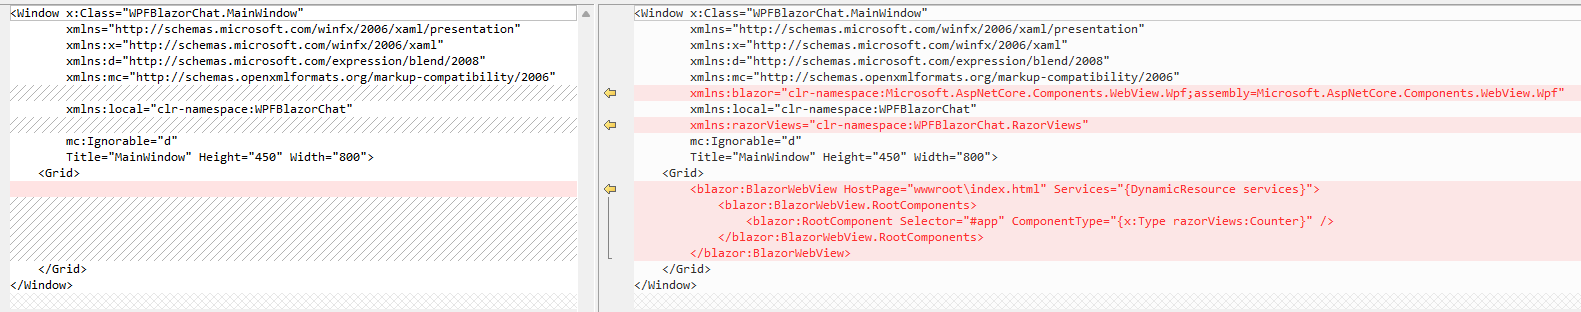 <Window x:Class="WPFBlazorChat.MainWindow"
        xmlns="http://schemas.microsoft.com/winfx/2006/xaml/presentation"
        xmlns:x="http://schemas.microsoft.com/winfx/2006/xaml"
        xmlns:d="http://schemas.microsoft.com/expression/blend/2008"
        xmlns:mc="http://schemas.openxmlformats.org/markup-compatibility/2006"
        xmlns:local="clr-namespace:WPFBlazorChat"
        mc:Ignorable="d"
        Title="MainWindow" Height="450" Width="800">
    <Grid>
    </Grid>
</Window>
<Window x:Class="WPFBlazorChat.MainWindow"
        xmlns="http://schemas.microsoft.com/winfx/2006/xaml/presentation"
        xmlns:x="http://schemas.microsoft.com/winfx/2006/xaml"
        xmlns:d="http://schemas.microsoft.com/expression/blend/2008"
        xmlns:mc="http://schemas.openxmlformats.org/markup-compatibility/2006"
        xmlns:blazor="clr-namespace:Microsoft.AspNetCore.Components.WebView.Wpf;assembly=Microsoft.AspNetCore.Components.WebView.Wpf"
        xmlns:local="clr-namespace:WPFBlazorChat"
        xmlns:razorViews="clr-namespace:WPFBlazorChat.RazorViews"
        mc:Ignorable="d"
        Title="MainWindow" Height="450" Width="800">
    <Grid>
        <blazor:BlazorWebView HostPage="wwwroot\index.html" Services="{DynamicResource services}">
            <blazor:BlazorWebView.RootComponents>
                <blazor:RootComponent Selector="#app" ComponentType="{x:Type razorViews:Counter}" />
            </blazor:BlazorWebView.RootComponents>
        </blazor:BlazorWebView>
    </Grid>
</Window>